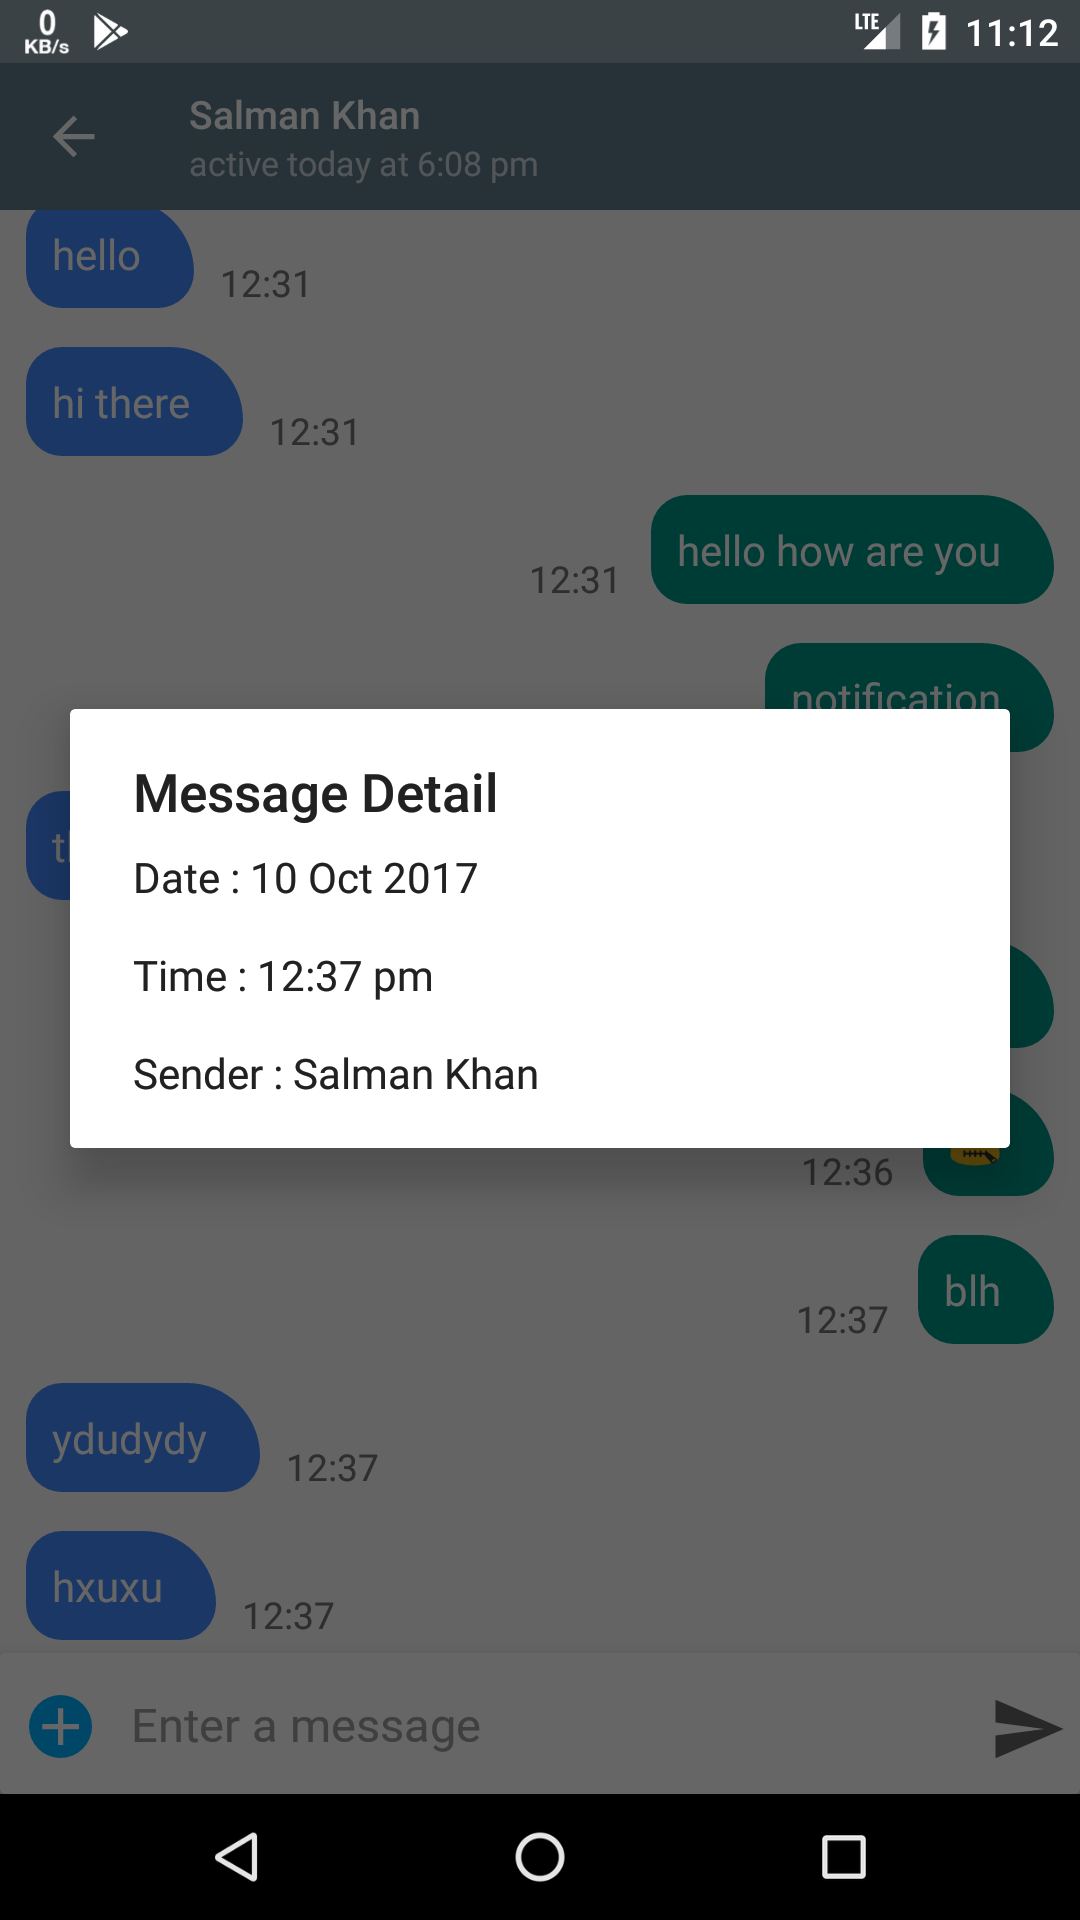 0
KB/s
LTE
11:12
Salman Khan
active today at 6:08 pm
hello
12:31
hi there
12:31
hello how are you
12:31
notification
Message Detail
Date : 10 Oct 2017
Time : 12:37 pm
Sender : Salman Khan
12:36
blh
12:37
ydudydy
12:37
hxuxu
12:37
Enter a message